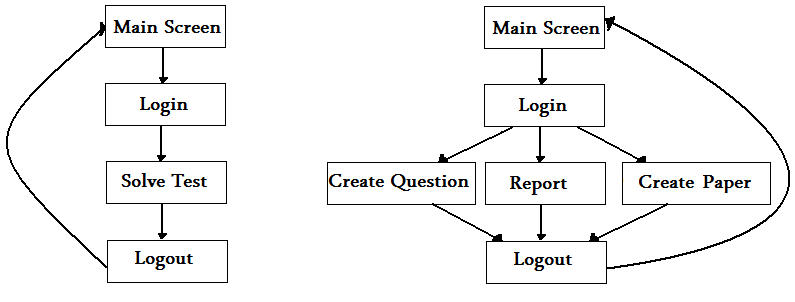 Main Screen
Login
Solve Test
Logout
Main Screen
Login
Create Question
Report
Create Paper
Logout